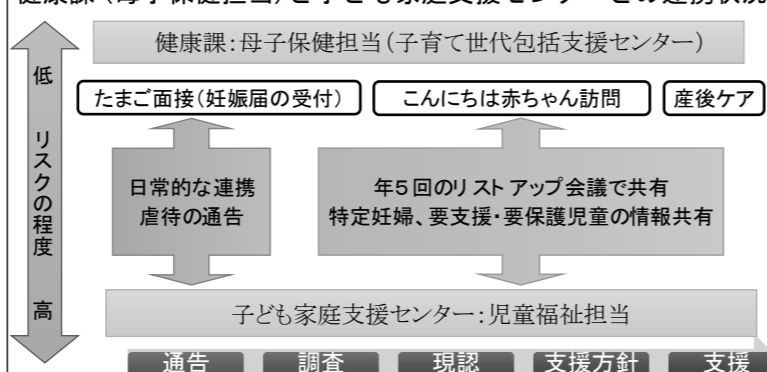 健康課(母子保健担当)と子ども家庭支援センターとの連携状況
健康課:母子保健担当(子育て世代包括支援センター)
低
リスクの程度
高
たまご面接(妊娠届の受付)
こんにちは赤ちゃん訪問
産後ケア
日常的な連携
虐待の通告
年5回のリストアップ会議で共有
特定妊婦、要支援・要保護児童の情報共有
子ども家庭支援センター:児童福祉担当
通告
調査
現認
支援方針
支援